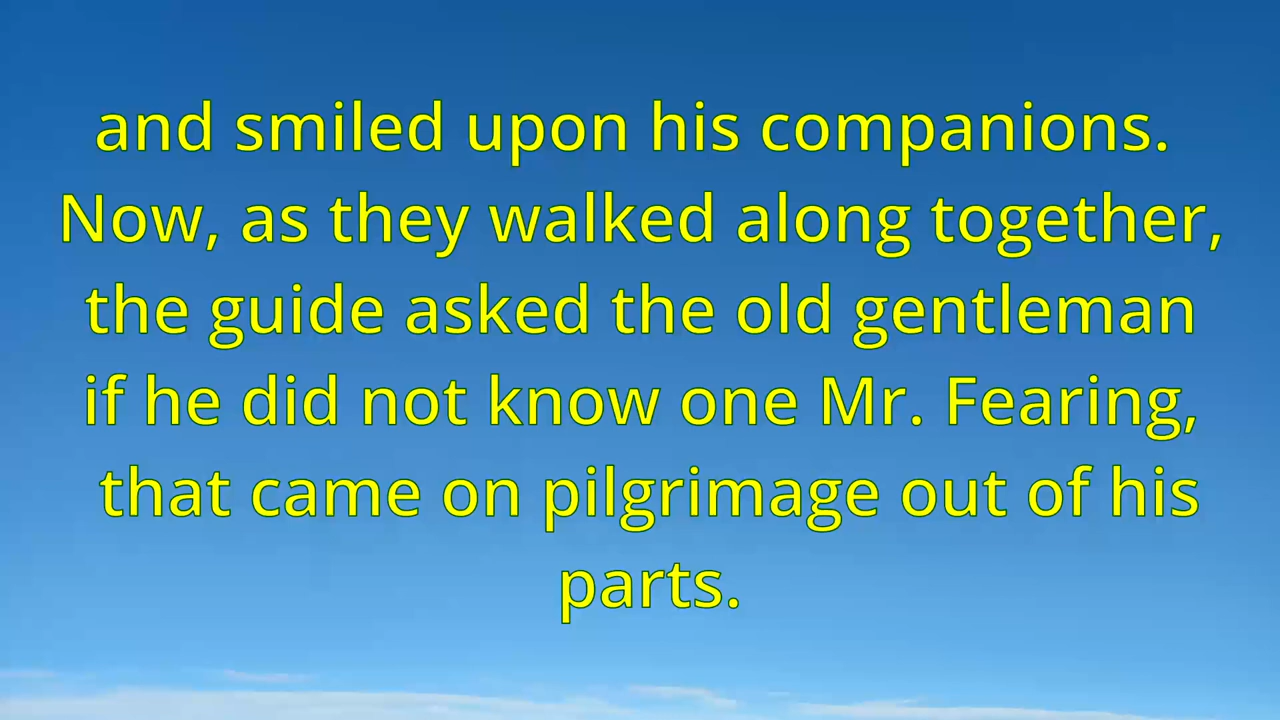 and smiled upon his companions.
Now, as they walked along together,
the guide asked the old gentleman
if he did not know one Mr. Fearing,
that came on pilgrimage out of his
parts.